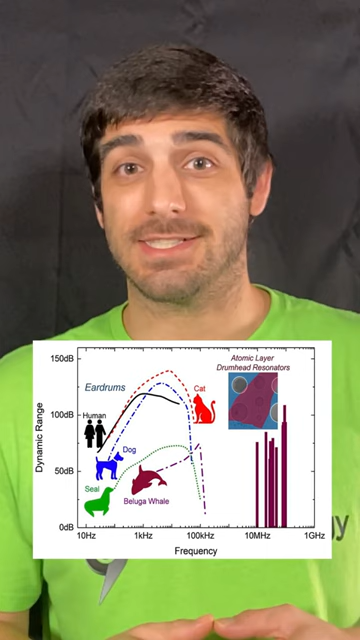 150dB
100dB
50dB
0dB
Dynamic Range
Eardrums
Human
Dog
Seal
Beluga Whale
Cat
Atomic Layer
Drumhead Resonators
10Hz
1kHz
100kHz
10MHz
1GHz
Frequency